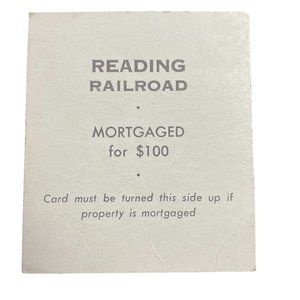 READING
RAILROAD
•
MORTGAGED
for $100
•
Card must be turned this side up if
property is mortgaged